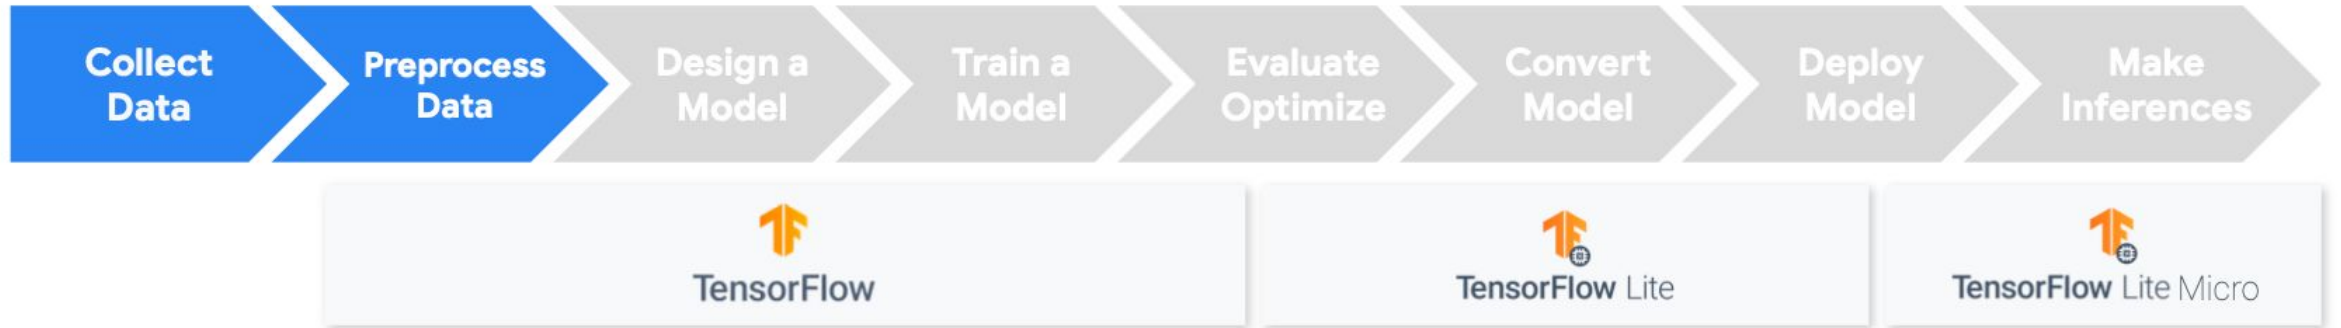 Collect
Data
Preprocess
Data
Design a
Model
Train a
Model
Evaluate
Optimize
Convert
Model
Deploy
Model
Make
Inferences
TensorFlow
TensorFlow Lite
TensorFlow Lite Micro